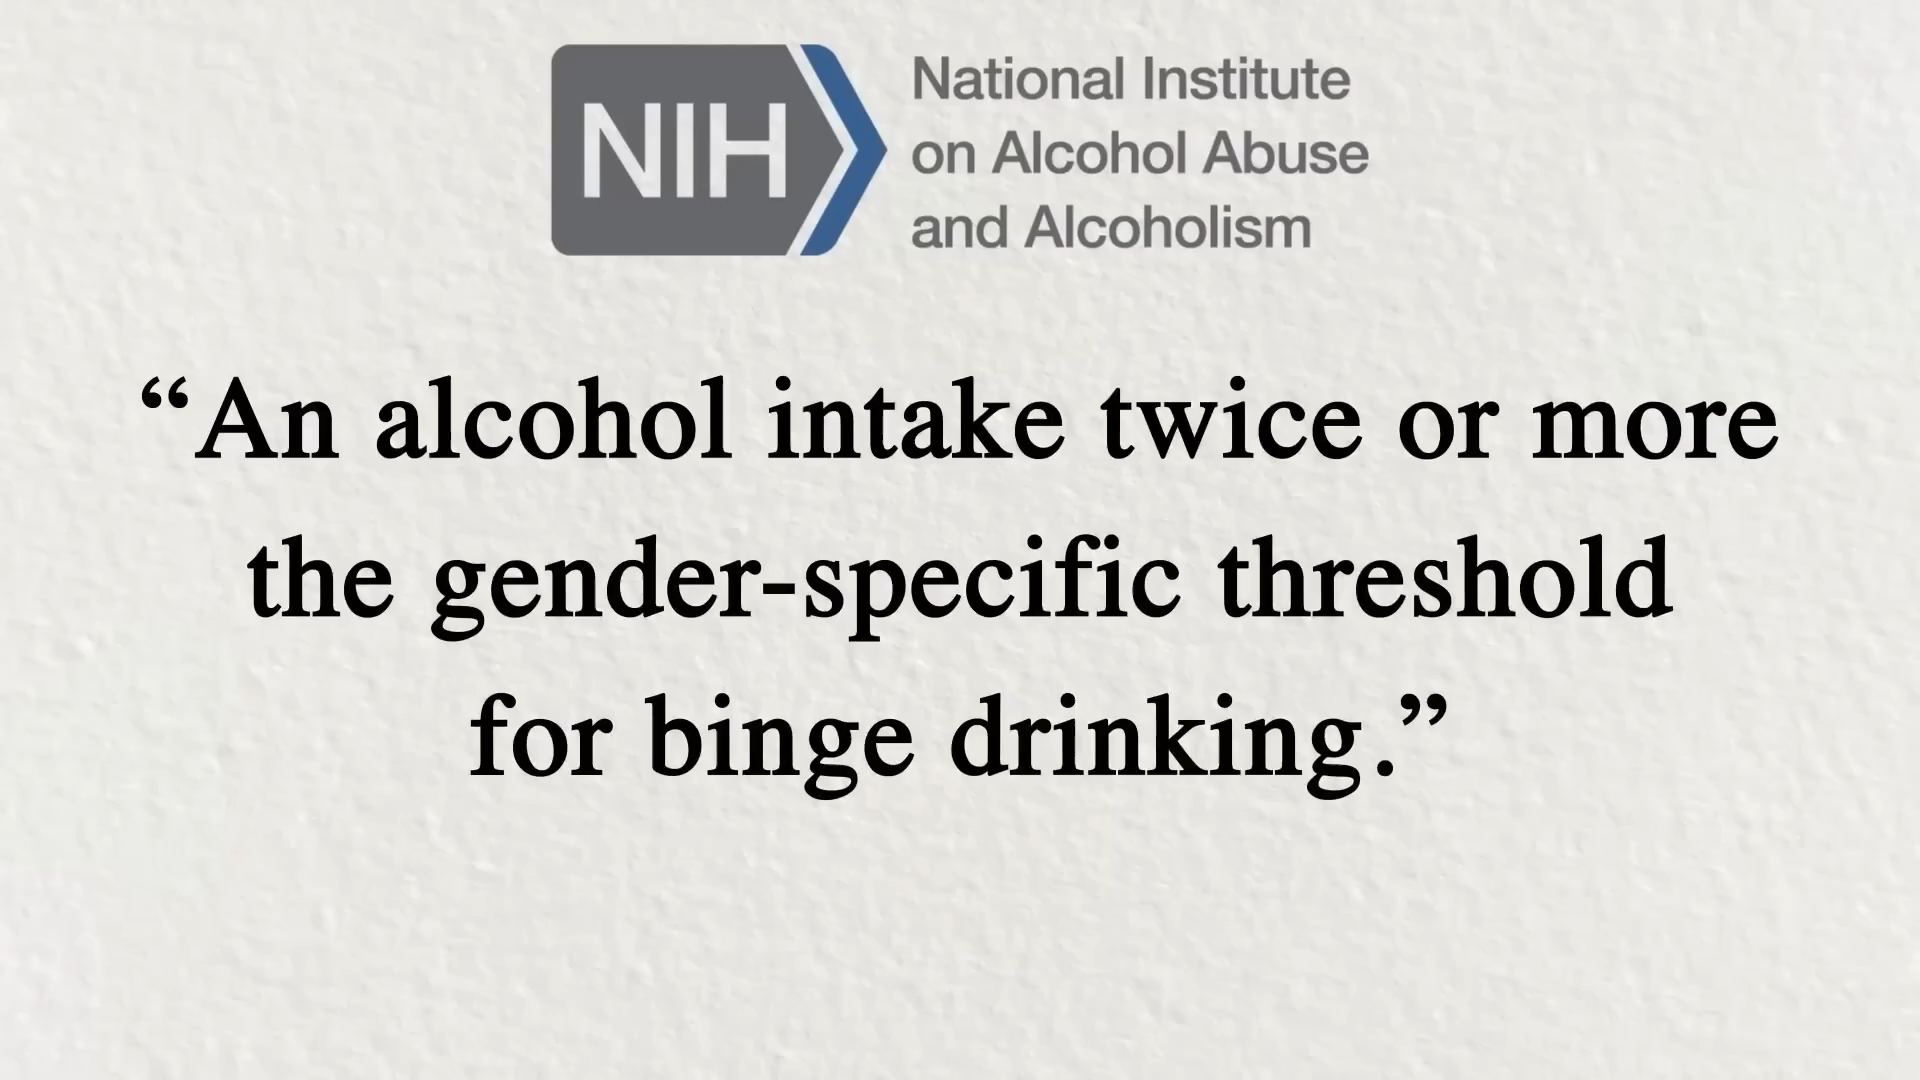 NIH
National Institute
on Alcohol Abuse
and Alcoholism
“An alcohol intake twice or more
the gender-specific threshold
for binge drinking.”